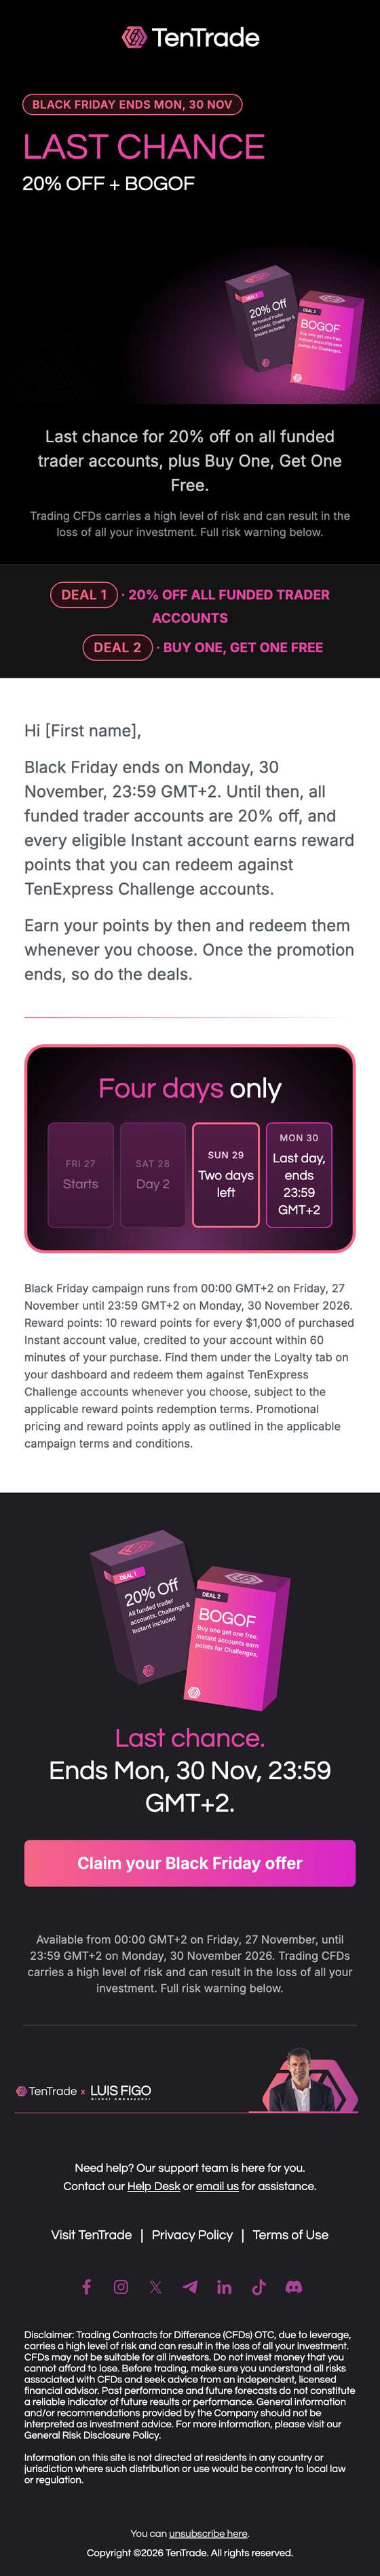 TenTrade
BLACK FRIDAY ENDS MON, 30 NOV
LAST CHANCE
20% OFF + BOGOF
DEAL 1
20% Off
All funded trader
accounts. Challenge &
Instant included
DEAL 2
BOGOF
Buy one get one free.
Instant accounts earn
points for Challenges.
Last chance for 20% off on all funded
trader accounts, plus Buy One, Get One
Free.
Trading CFDs carries a high level of risk and can result in the
loss of all your investment. Full risk warning below.
DEAL 1 · 20% OFF ALL FUNDED TRADER
ACCOUNTS
DEAL 2 · BUY ONE, GET ONE FREE
Hi [First name],
Black Friday ends on Monday, 30
November, 23:59 GMT+2. Until then, all
funded trader accounts are 20% off, and
every eligible Instant account earns reward
points that you can redeem against
TenExpress Challenge accounts.
Earn your points by then and redeem them
whenever you choose. Once the promotion
ends, so do the deals.
Four days only
FRI 27
Starts
SAT 28
Day 2
SUN 29
Two days
left
MON 30
Last day,
ends
23:59
GMT+2
Black Friday campaign runs from 00:00 GMT+2 on Friday, 27
November until 23:59 GMT+2 on Monday, 30 November 2026.
Reward points: 10 reward points for every $1,000 of purchased
Instant account value, credited to your account within 60
minutes of your purchase. Find them under the Loyalty tab on
your dashboard and redeem them against TenExpress
Challenge accounts whenever you choose, subject to the
applicable reward points redemption terms. Promotional
pricing and reward points apply as outlined in the applicable
campaign terms and conditions.
DEAL 1
20% Off
All funded trader
accounts. Challenge &
Instant included
DEAL 2
BOGOF
Buy one get one free.
Instant accounts earn
points for Challenges.
Last chance.
Ends Mon, 30 Nov, 23:59
GMT+2.
Claim your Black Friday offer
Available from 00:00 GMT+2 on Friday, 27 November, until
23:59 GMT+2 on Monday, 30 November 2026. Trading CFDs
carries a high level of risk and can result in the loss of all your
investment. Full risk warning below.
TenTrade x LUIS FIGO
Global Ambassador
Need help? Our support team is here for you.
Contact our Help Desk or email us for assistance.
Visit TenTrade | Privacy Policy | Terms of Use
Disclaimer: Trading Contracts for Difference (CFDs) OTC, due to leverage,
carries a high level of risk and can result in the loss of all your investment.
CFDs may not be suitable for all investors. Do not invest money that you
cannot afford to lose. Before trading, make sure you understand all risks
associated with CFDs and seek advice from an independent, licensed
financial advisor. Past performance and future forecasts do not constitute
a reliable indicator of future results or performance. General information
and/or recommendations provided by the Company should not be
interpreted as investment advice. For more information, please visit our
General Risk Disclosure Policy.
Information on this site is not directed at residents in any country or
jurisdiction where such distribution or use would be contrary to local law
or regulation.
You can unsubscribe here.
Copyright ©2026 TenTrade. All rights reserved.